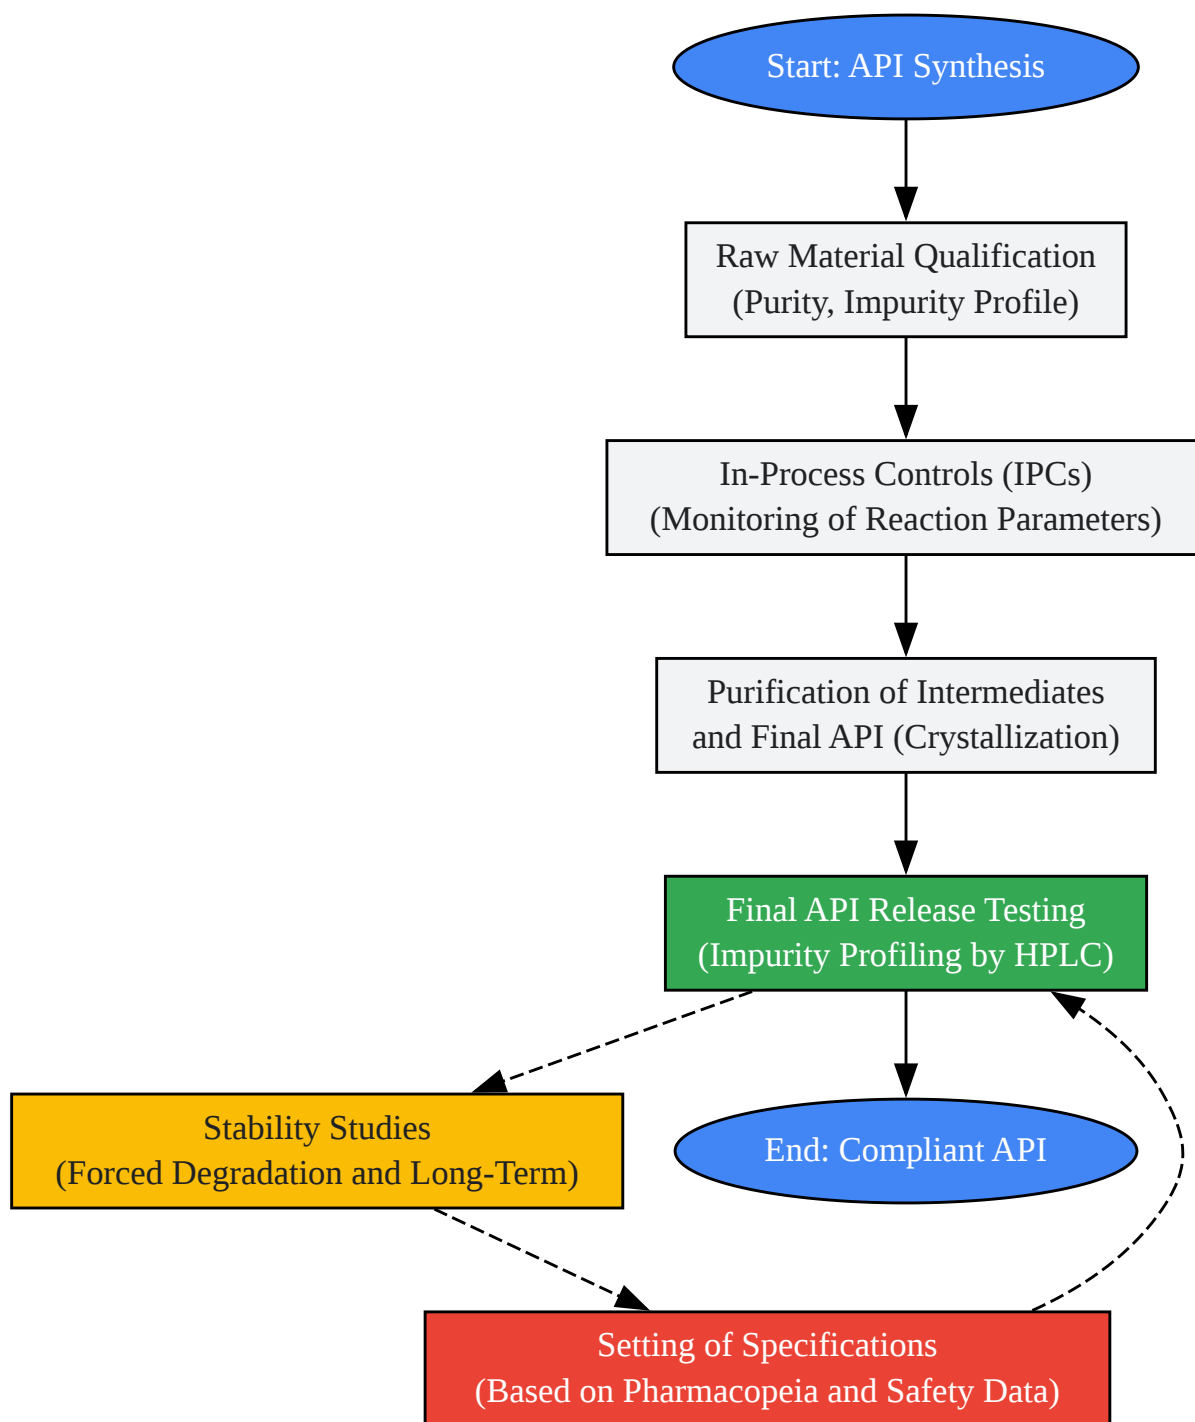 Start: API Synthesis
Raw Material Qualification
(Purity, Impurity Profile)
In-Process Controls (IPCs)
(Monitoring of Reaction Parameters)
Purification of Intermediates
and Final API (Crystallization)
Final API Release Testing
(Impurity Profiling by HPLC)
Stability Studies
(Forced Degradation and Long-Term)
End: Compliant API
Setting of Specifications
(Based on Pharmacopeia and Safety Data)